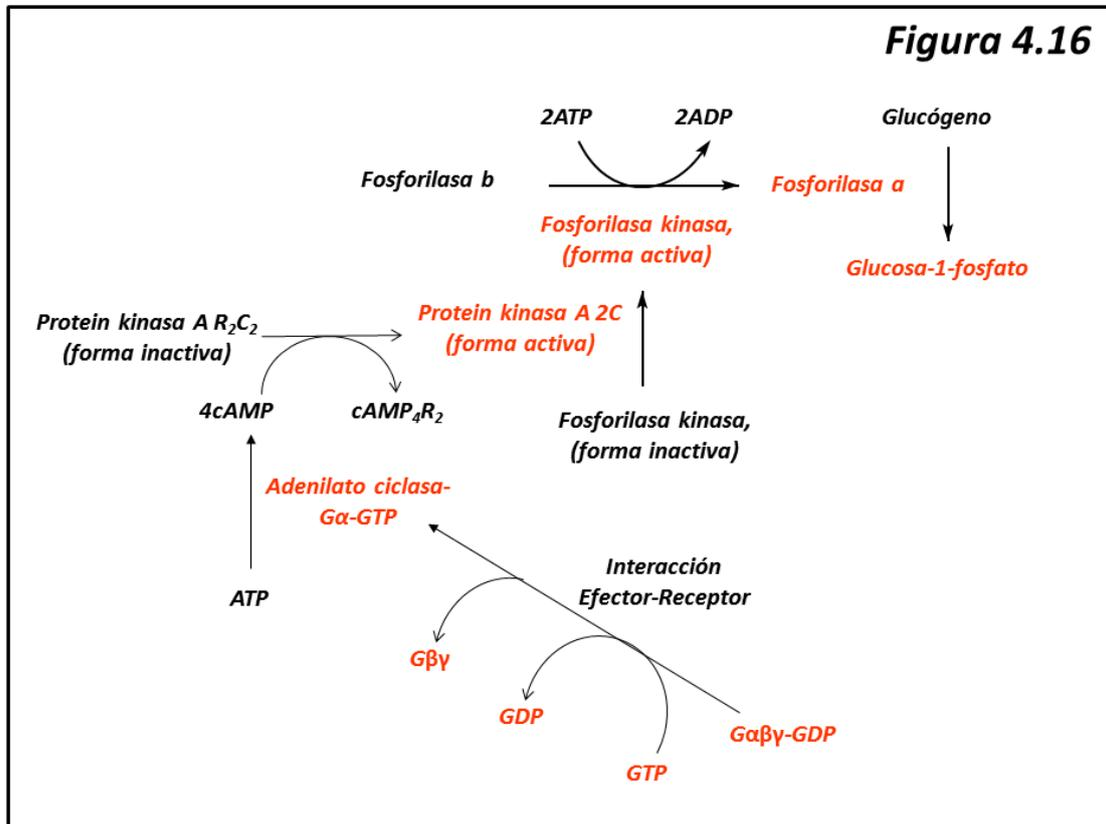 Figura 4.16
2ATP
2ADP
Glucógeno
Fosforilasa b
Fosforilasa a
Fosforilasa kinasa,
(forma activa)
Glucosa-1-fosfato
Protein kinasa A R₂C₂
(forma inactiva)
Protein kinasa A 2C
(forma activa)
4cAMP
cAMP₄R₂
Fosforilasa kinasa,
(forma inactiva)
Adenilato ciclasa-
Gα-GTP
ATP
Interacción
Efector-Receptor
Gβγ
GDP
Gαβγ-GDP
GTP